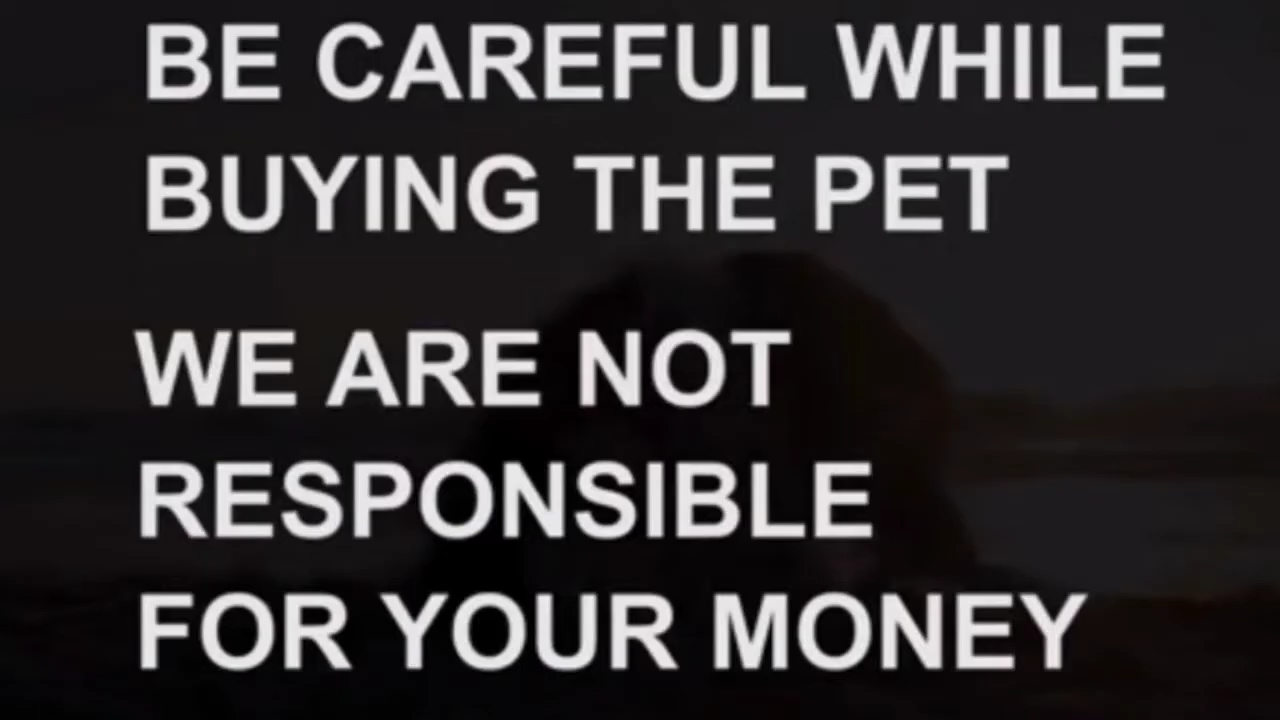 BE CAREFUL WHILE
BUYING THE PET
WE ARE NOT
RESPONSIBLE
FOR YOUR MONEY